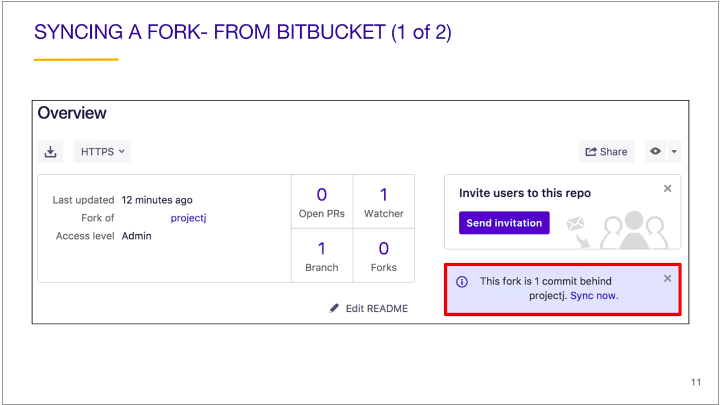 SYNCING A FORK- FROM BITBUCKET (1 of 2)
Overview
HTTPS
Share
Last updated 12 minutes ago
Fork of projectj
Access level Admin
0
Open PRs
1
Watcher
1
Branch
0
Forks
Edit README
Invite users to this repo
Send invitation
This fork is 1 commit behind
projectj. Sync now.
11